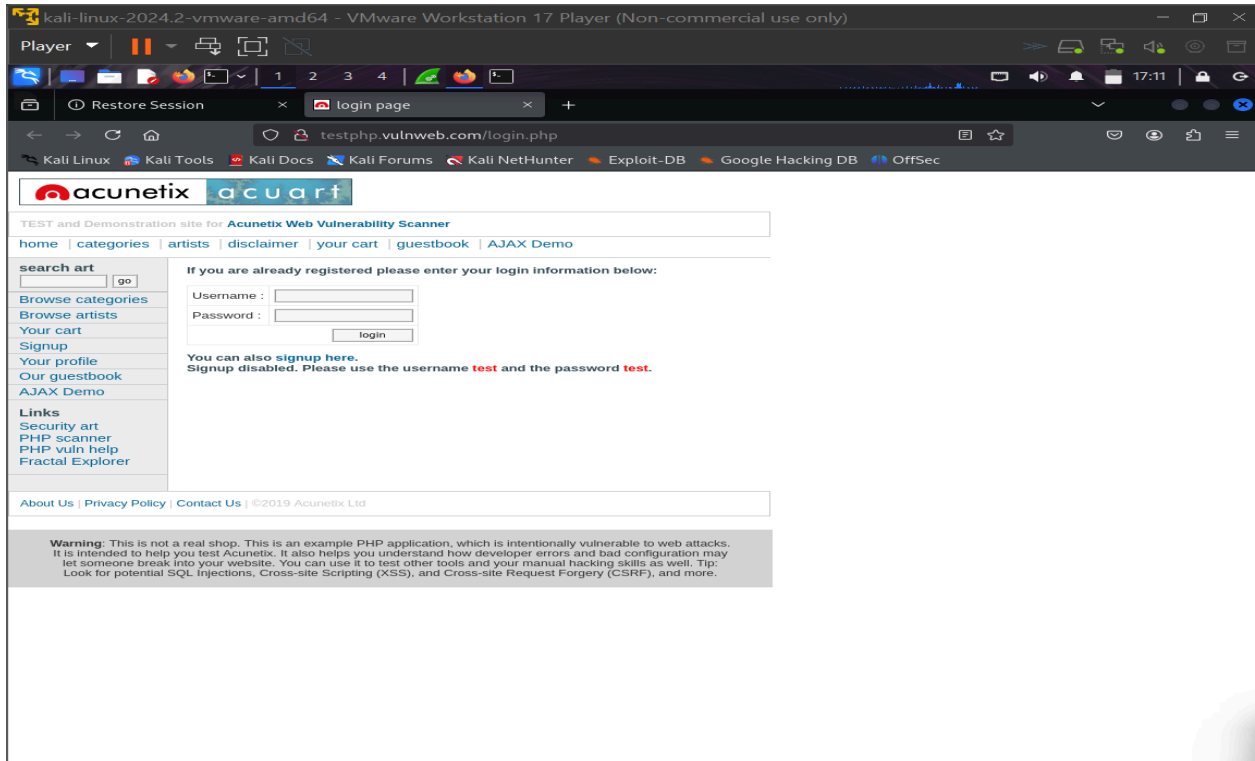 kali-linux-2024.2-vmware-amd64 - VMware Workstation 17 Player (Non-commercial use only)
Player
1 2 3 4 17:11
Restore Session login page
testphp.vulnweb.com/login.php
Kali Linux Kali Tools Kali Docs Kali Forums Kali NetHunter Exploit-DB Google Hacking DB OffSec
acunetix acuart
TEST and Demonstration site for Acunetix Web Vulnerability Scanner
home | categories | artists | disclaimer | your cart | guestbook | AJAX Demo
search art
go
Browse categories
Browse artists
Your cart
Signup
Your profile
Our guestbook
AJAX Demo
Links
Security art
PHP scanner
PHP vuln help
Fractal Explorer
If you are already registered please enter your login information below:
Username :
Password :
login
You can also signup here.
Signup disabled. Please use the username test and the password test.
About Us | Privacy Policy | Contact Us | ©2019 Acunetix Ltd
Warning: This is not a real shop. This is an example PHP application, which is intentionally vulnerable to web attacks.
It is intended to help you test Acunetix. It also helps you understand how developer errors and bad configuration may
let someone break into your website. You can use it to test other tools and your manual hacking skills as well. Tip:
Look for potential SQL Injections, Cross-site Scripting (XSS), and Cross-site Request Forgery (CSRF), and more.